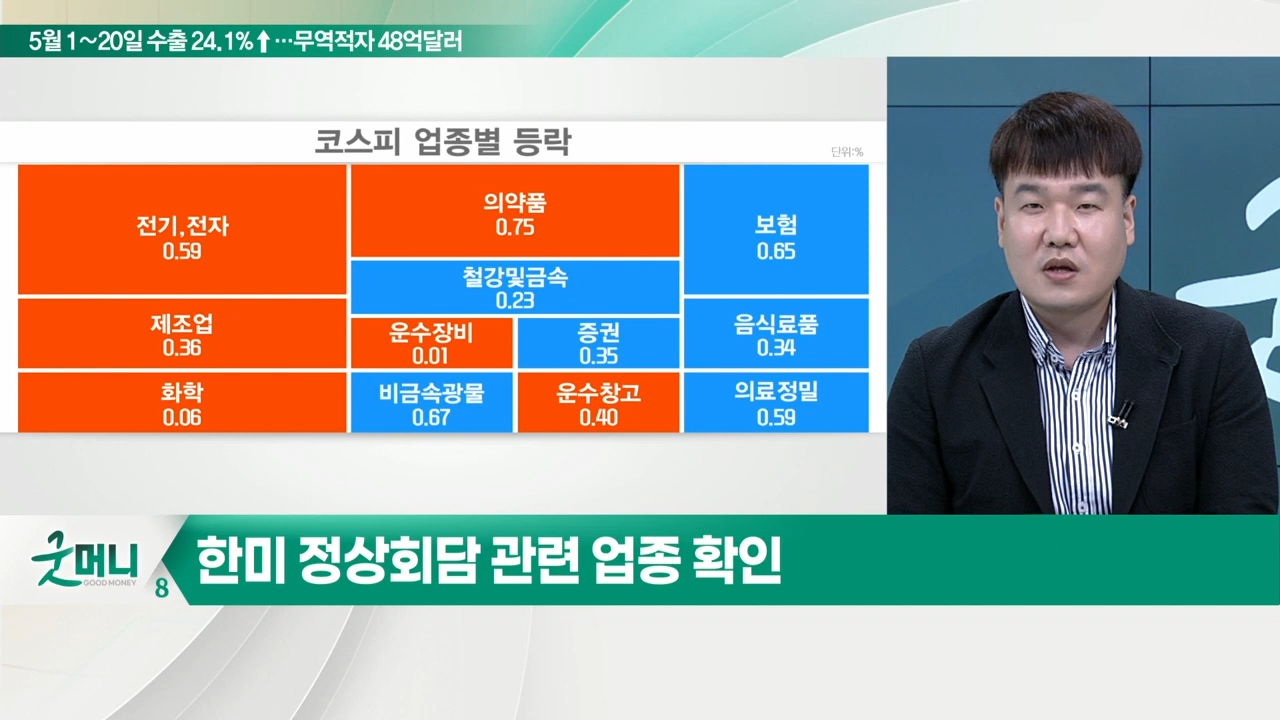 5월 1~20일 수출 24.1%↑…무역적자 48억달러
코스피 업종별 등락
단위:%
전기,전자
0.59
의약품
0.75
보험
0.65
철강및금속
0.23
제조업
0.36
운수장비
0.01
증권
0.35
음식료품
0.34
화학
0.06
비금속광물
0.67
운수창고
0.40
의료정밀
0.59
굿머니
GOOD MONEY
8
한미 정상회담 관련 업종 확인